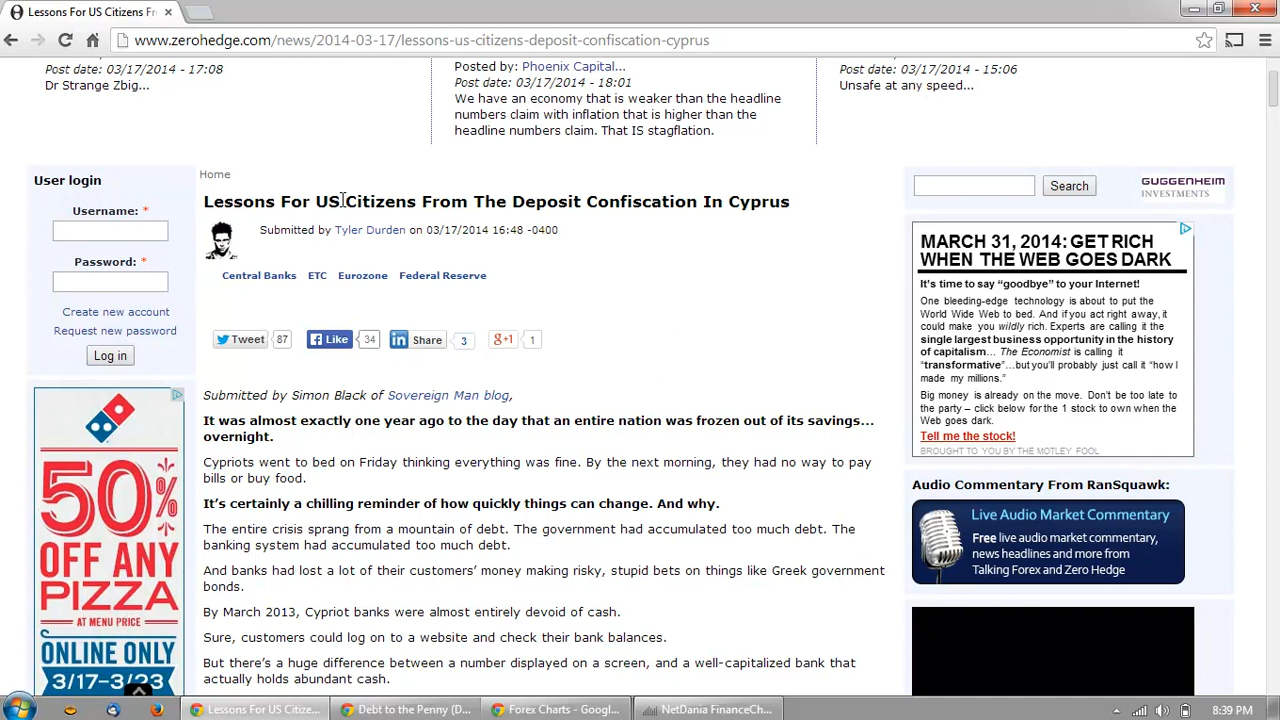 Lessons For US Citizens Fr
www.zerohedge.com/news/2014-03-17/lessons-us-citizens-deposit-confiscation-cyprus
Post date: 03/17/2014 - 17:08
Dr Strange Zbig...
Posted by: Phoenix Capital...
Post date: 03/17/2014 - 18:01
We have an economy that is weaker than the headline
numbers claim with inflation that is higher than the
headline numbers claim. That IS stagflation.
Post date: 03/17/2014 - 15:06
Unsafe at any speed...
User login
Username: *
Password: *
Create new account
Request new password
Log in
50%
OFF ANY
PIZZA
AT MENU PRICE
ONLINE ONLY
3/17-3/23
Home
Lessons For US Citizens From The Deposit Confiscation In Cyprus
Submitted by Tyler Durden on 03/17/2014 16:48 -0400
Central Banks ETC Eurozone Federal Reserve
Tweet 87 Like 34 Share 3 g+1 1
Submitted by Simon Black of Sovereign Man blog,
It was almost exactly one year ago to the day that an entire nation was frozen out of its savings...
overnight.
Cypriots went to bed on Friday thinking everything was fine. By the next morning, they had no way to pay
bills or buy food.
It's certainly a chilling reminder of how quickly things can change. And why.
The entire crisis sprang from a mountain of debt. The government had accumulated too much debt. The
banking system had accumulated too much debt.
And banks had lost a lot of their customers' money making risky, stupid bets on things like Greek government
bonds.
By March 2013, Cypriot banks were almost entirely devoid of cash.
Sure, customers could log on to a website and check their bank balances.
But there's a huge difference between a number displayed on a screen, and a well-capitalized bank that
actually holds abundant cash.
Search
GUGGENHEIM
INVESTMENTS
MARCH 31, 2014: GET RICH
WHEN THE WEB GOES DARK
It's time to say "goodbye" to your Internet!
One bleeding-edge technology is about to put the
World Wide Web to bed. And if you act right away, it
could make you wildly rich. Experts are calling it the
single largest business opportunity in the history
of capitalism... The Economist is calling it
"transformative"...but you'll probably just call it "how I
made my millions."
Big money is already on the move. Don't be too late to
the party – click below for the 1 stock to own when the
Web goes dark.
Tell me the stock!
BROUGHT TO YOU BY THE MOTLEY FOOL
Audio Commentary From RanSquawk:
Live Audio Market Commentary
Free live audio market commentary,
news headlines and more from
Talking Forex and Zero Hedge
Lessons For US Citize...
Debt to the Penny (D...
Forex Charts - Googl...
NetDania FinanceCh...
8:39 PM